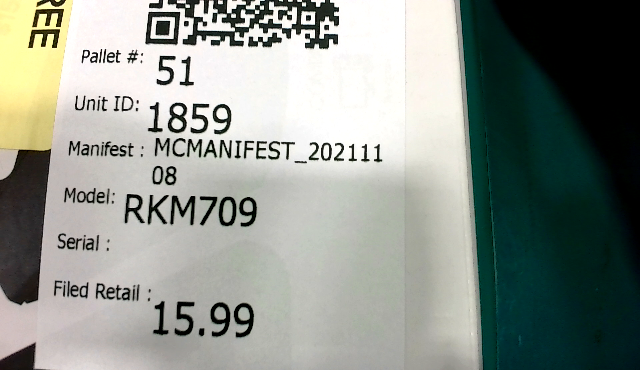 REE
Pallet #: 51
Unit ID: 1859
Manifest : MCMANIFEST_202111
08
Model: RKM709
Serial :
Filed Retail : 15.99